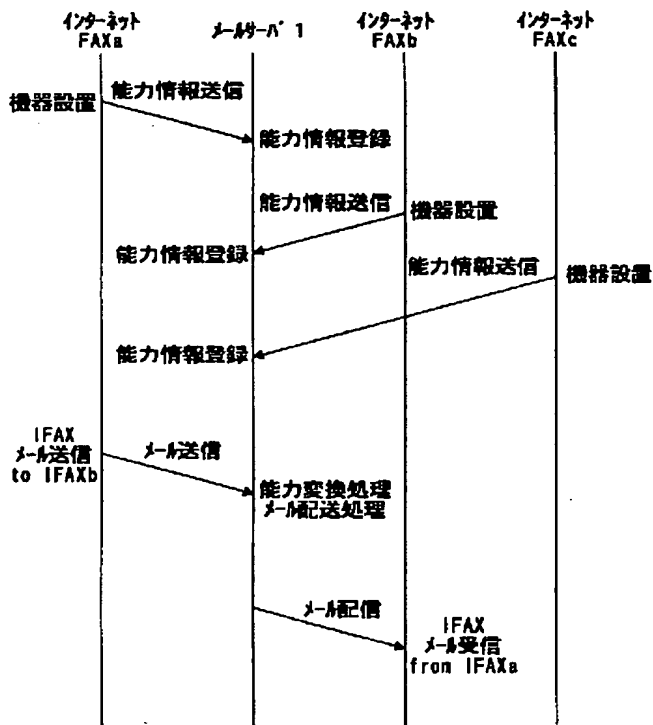 インターネット
FAXa
メールサーバ 1
インターネット
FAXb
インターネット
FAXc
機器設置
能力情報送信
能力情報登録
能力情報送信
機器設置
能力情報登録
能力情報送信
機器設置
能力情報登録
IFAX
メール送信
to IFAXb
メール送信
能力変換処理
メール配送処理
メール配信
IFAX
メール受信
from IFAXa